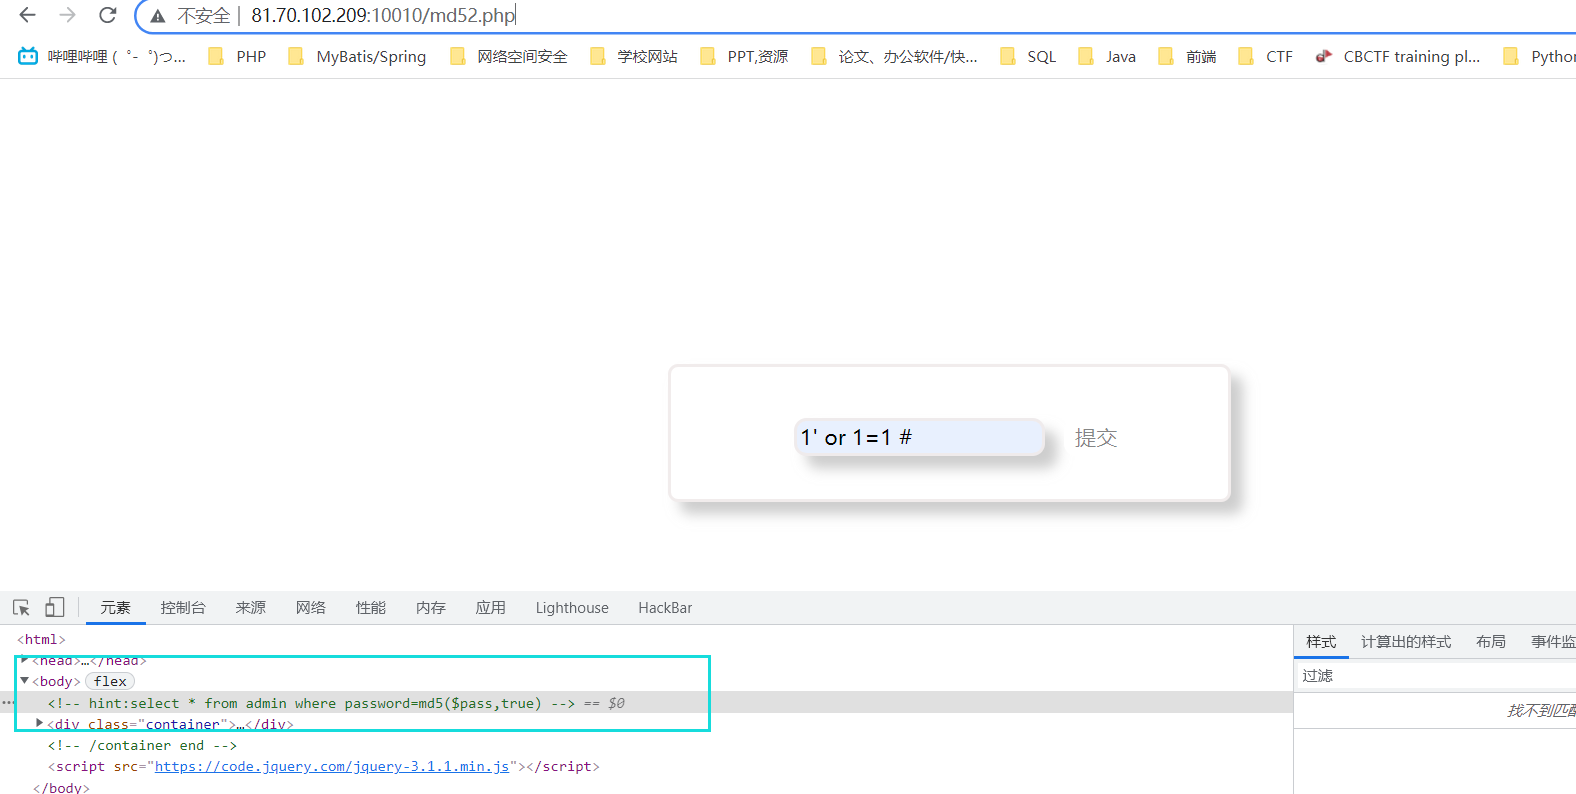 不安全 | 81.70.102.209:10010/md52.php
哔哩哔哩 (゜-゜)つ... PHP MyBatis/Spring 网络空间安全 学校网站 PPT,资源 论文、办公软件/快... SQL Java 前端 CTF CBCTF training pl... Python
1' or 1=1 # 提交
元素 控制台 来源 网络 性能 内存 应用 Lighthouse HackBar
<html>
<head>…</head>
<body> flex
<!-- hint:select * from admin where password=md5($pass,true) --> == $0
<div class="container">…</div>
<!-- /container end -->
<script src="https://code.jquery.com/jquery-3.1.1.min.js"></script>
</body>
样式 计算出的样式 布局 事件监
过滤
找不到匹配